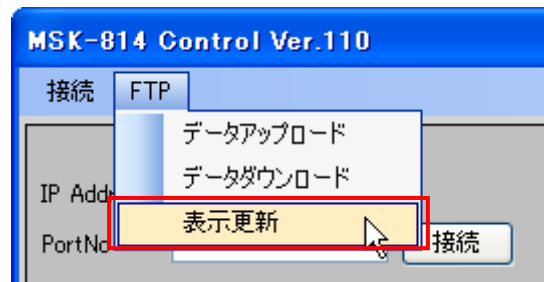 MSK-814 Control Ver.110
接続 FTP
データアップロード
データダウンロード
IP Addr
表示更新
PortNo
接続